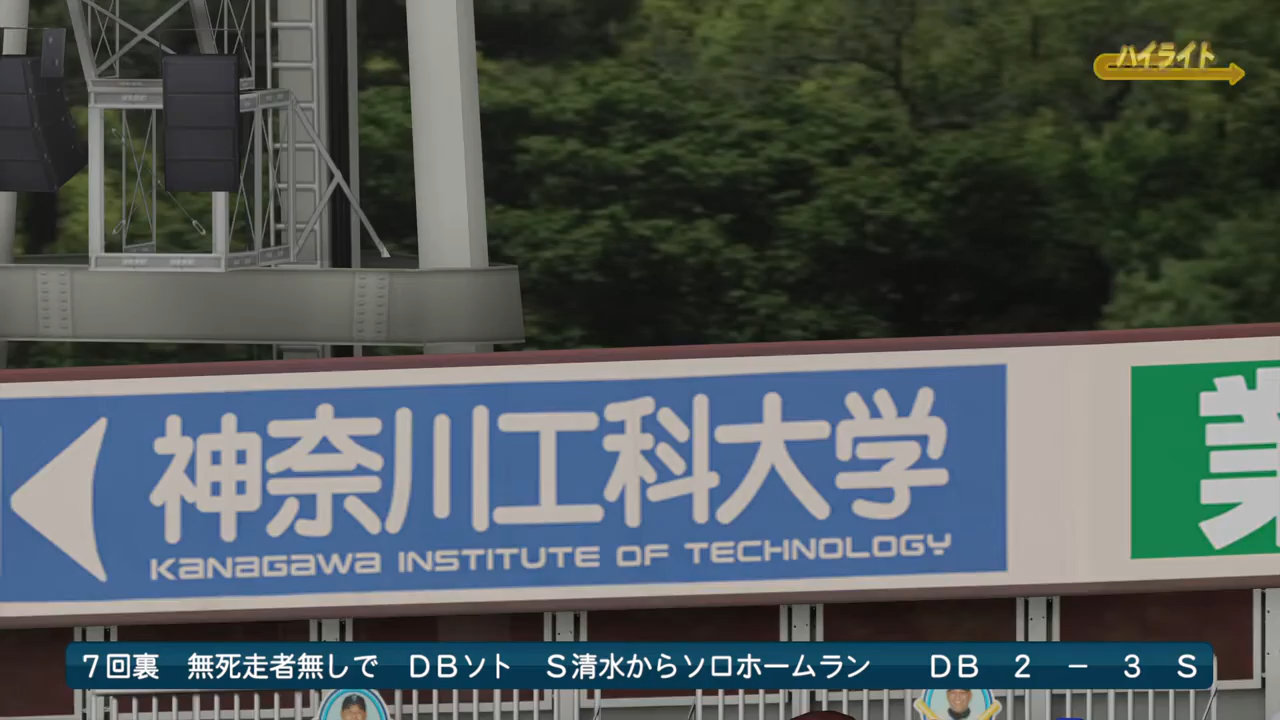 ハイライト
神奈川工科大学
KANAGAWA INSTITUTE OF TECHNOLOGY
業
7回裏 無死走者無しで DBソト S清水からソロホームラン DB 2 − 3 S